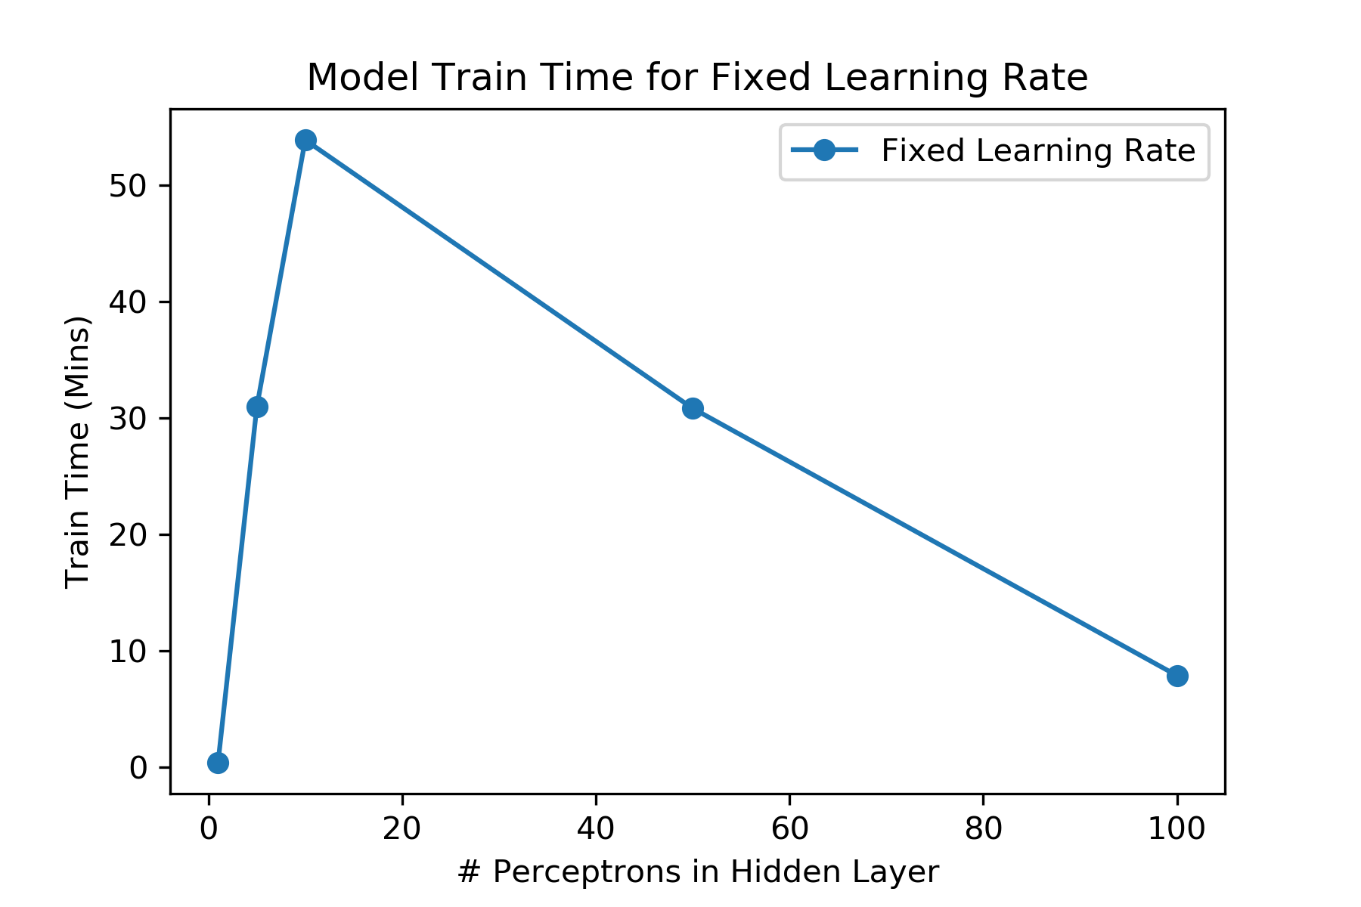 Model Train Time for Fixed Learning Rate
Fixed Learning Rate
50
40
30
20
10
0
Train Time (Mins)
0 20 40 60 80 100
# Perceptrons in Hidden Layer